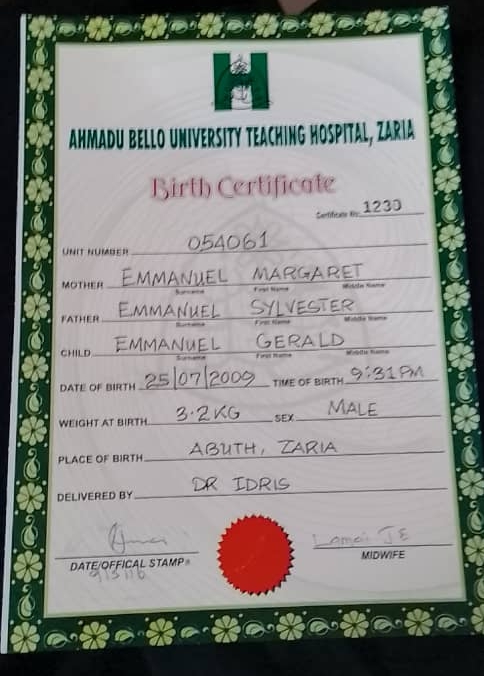 H
AHMADU BELLO UNIVERSITY TEACHING HOSPITAL, ZARIA
Birth Certificate
Certificate No. 1230
UNIT NUMBER 054061
MOTHER EMMANUEL MARGARET
Surname First Name Middle Name
FATHER EMMANUEL SYLVESTER
Surname First Name Middle Name
CHILD EMMANUEL GERALD
Surname First Name Middle Name
DATE OF BIRTH 25/07/2009 TIME OF BIRTH 9:31PM
WEIGHT AT BIRTH 3.2KG SEX MALE
PLACE OF BIRTH ABUTH, ZARIA
DELIVERED BY DR IDRIS
DATE/OFFICAL STAMP MIDWIFE
9/3/16